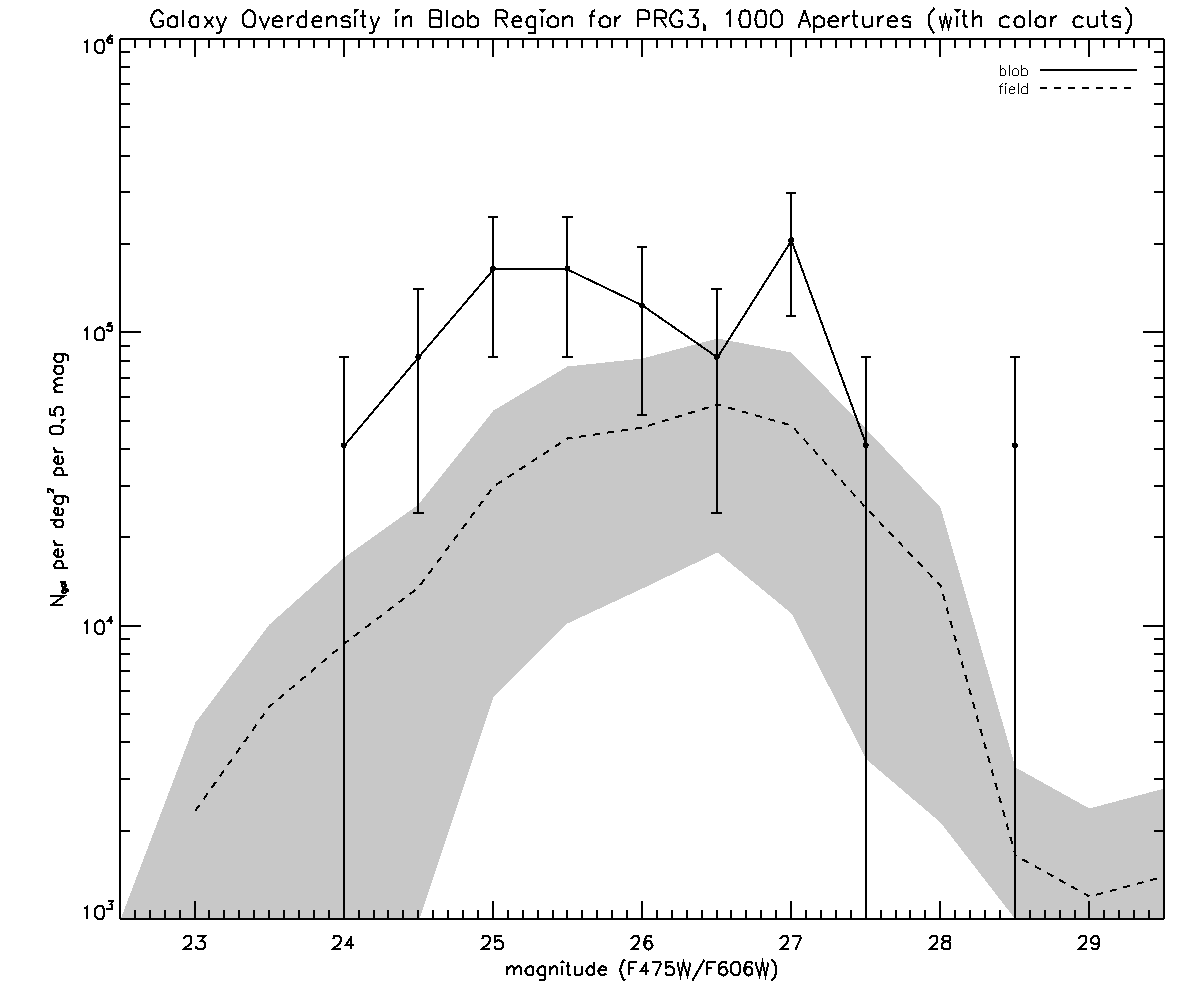 Galaxy Overdensity in Blob Region for PRG3, 1000 Apertures (with color cuts)
blob
field
10⁶
10⁵
10⁴
10³
N_gal per deg² per 0.5 mag
23 24 25 26 27 28 29
magnitude (F475W/F606W)